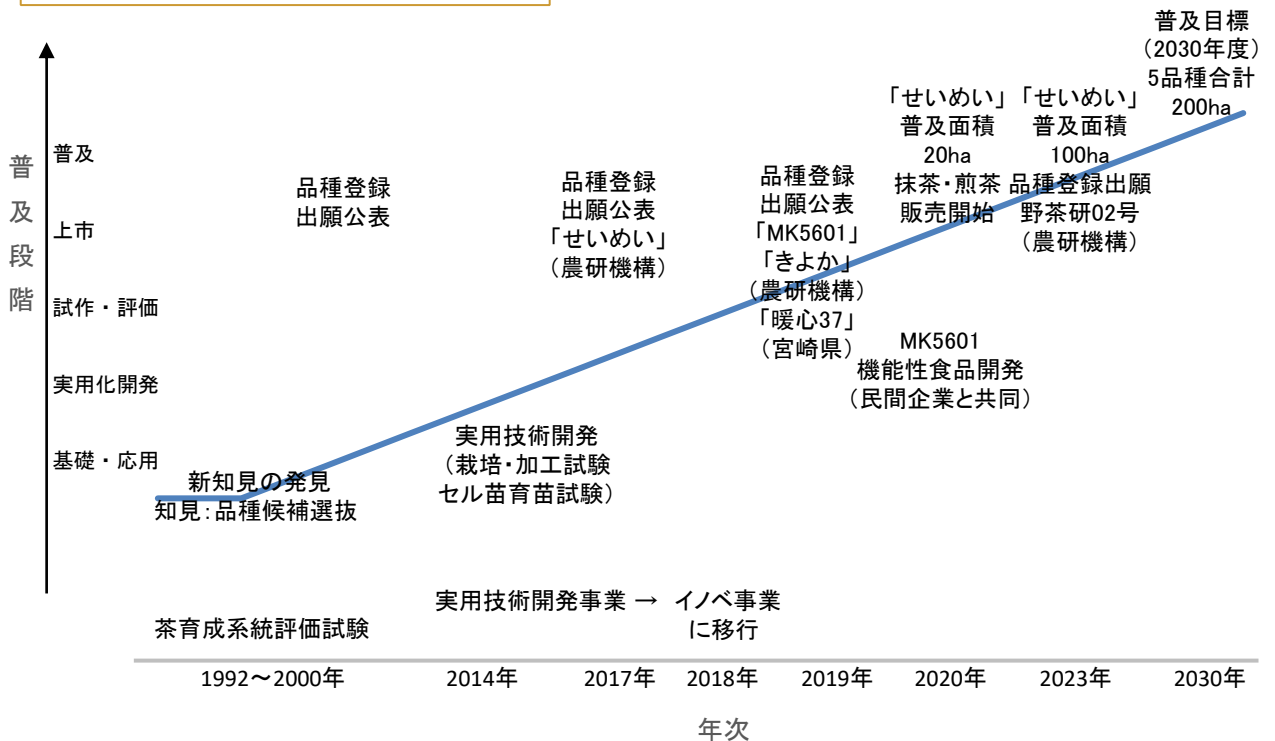 普及段階
普及
上市
試作・評価
実用化開発
基礎・応用
新知見の発見
知見:品種候補選抜
品種登録
出願公表
実用技術開発
(栽培・加工試験
セル苗育苗試験)
品種登録
出願公表
「せいめい」
(農研機構)
品種登録
出願公表
「MK5601」
「きよか」
(農研機構)
「暖心37」
(宮崎県)
「せいめい」
普及面積
20ha
抹茶・煎茶
販売開始
MK5601
機能性食品開発
(民間企業と共同)
「せいめい」
普及面積
100ha
品種登録出願
野茶研02号
(農研機構)
普及目標
(2030年度)
5品種合計
200ha
茶育成系統評価試験
実用技術開発事業 → イノベ事業
に移行
1992~2000年
2014年
2017年
2018年
2019年
2020年
2023年
2030年
年次